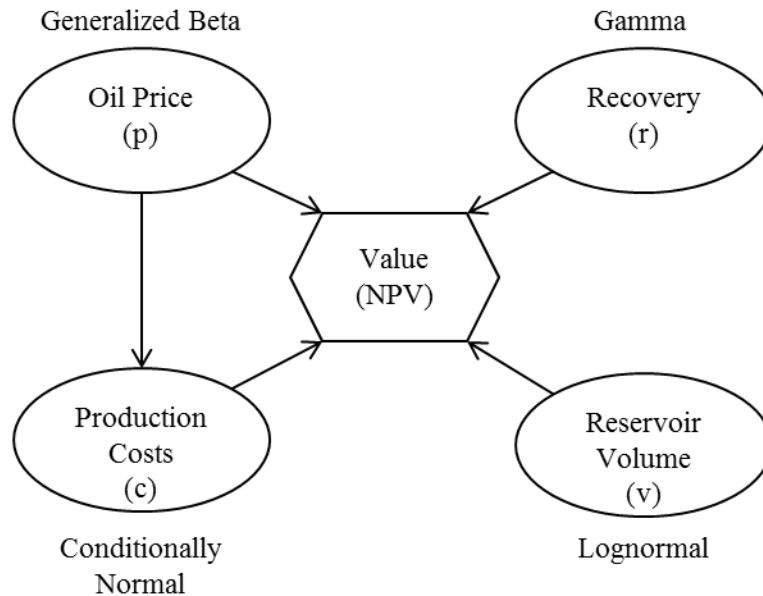 Generalized Beta
Gamma
Oil Price
(p)
Recovery
(r)
Value
(NPV)
Production
Costs
(c)
Reservoir
Volume
(v)
Conditionally
Normal
Lognormal